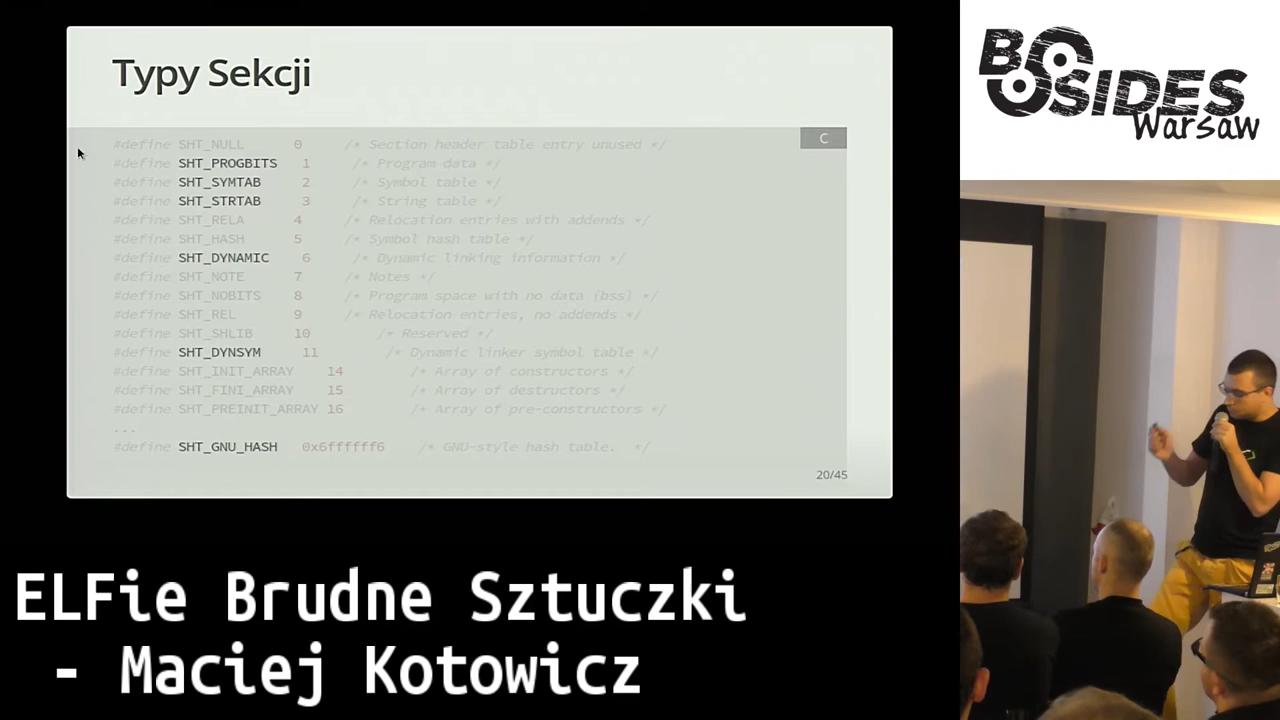 Typy Sekcji
C
#define SHT_NULL 0 /* Section header table entry unused */
#define SHT_PROGBITS 1 /* Program data */
#define SHT_SYMTAB 2 /* Symbol table */
#define SHT_STRTAB 3 /* String table */
#define SHT_RELA 4 /* Relocation entries with addends */
#define SHT_HASH 5 /* Symbol hash table */
#define SHT_DYNAMIC 6 /* Dynamic linking information */
#define SHT_NOTE 7 /* Notes */
#define SHT_NOBITS 8 /* Program space with no data (bss) */
#define SHT_REL 9 /* Relocation entries, no addends */
#define SHT_SHLIB 10 /* Reserved */
#define SHT_DYNSYM 11 /* Dynamic linker symbol table */
#define SHT_INIT_ARRAY 14 /* Array of constructors */
#define SHT_FINI_ARRAY 15 /* Array of destructors */
#define SHT_PREINIT_ARRAY 16 /* Array of pre-constructors */
...
#define SHT_GNU_HASH 0x6ffffff6 /* GNU-style hash table. */
20/45
BSIDES
Warsaw
ELFie Brudne Sztuczki
- Maciej Kotowicz